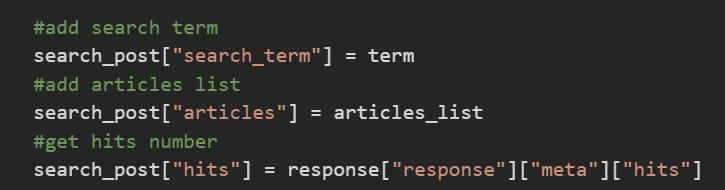 #add search term
search_post["search_term"] = term
#add articles list
search_post["articles"] = articles_list
#get hits number
search_post["hits"] = response["response"]["meta"]["hits"]